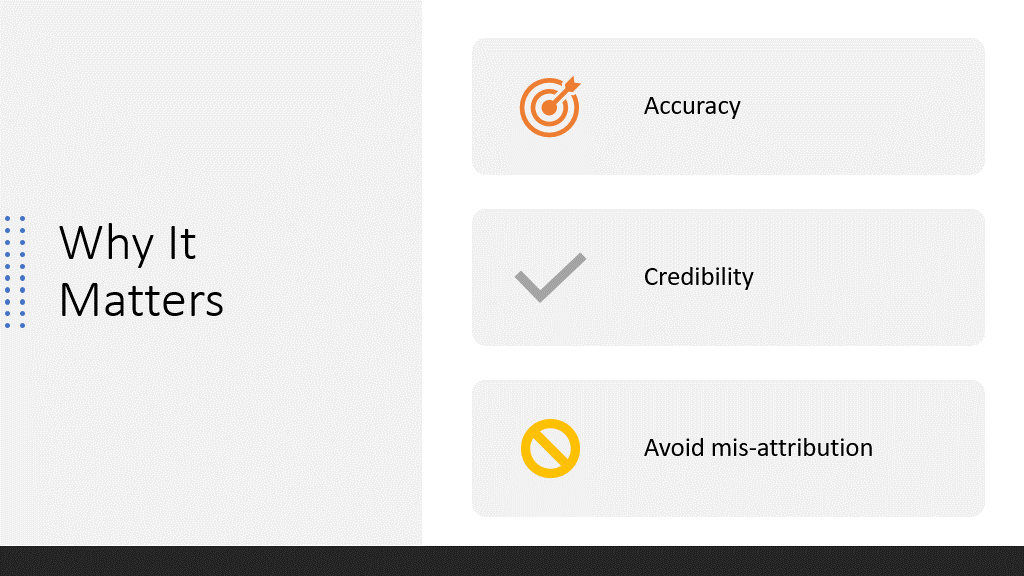 Why It
Matters
Accuracy
Credibility
Avoid mis-attribution